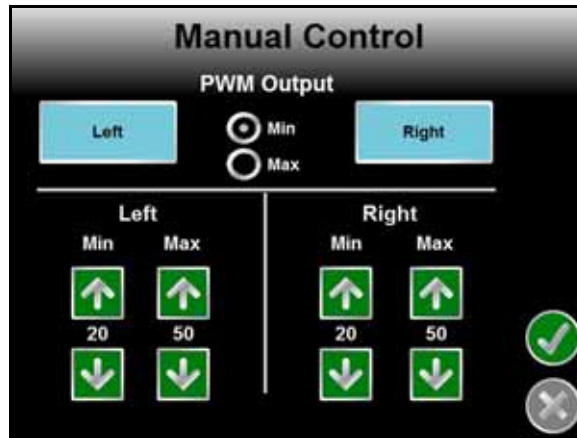 Manual Control
PWM Output
Left
Min
Right
Max
Left
Right
Min Max
Min Max
20 50
20 50